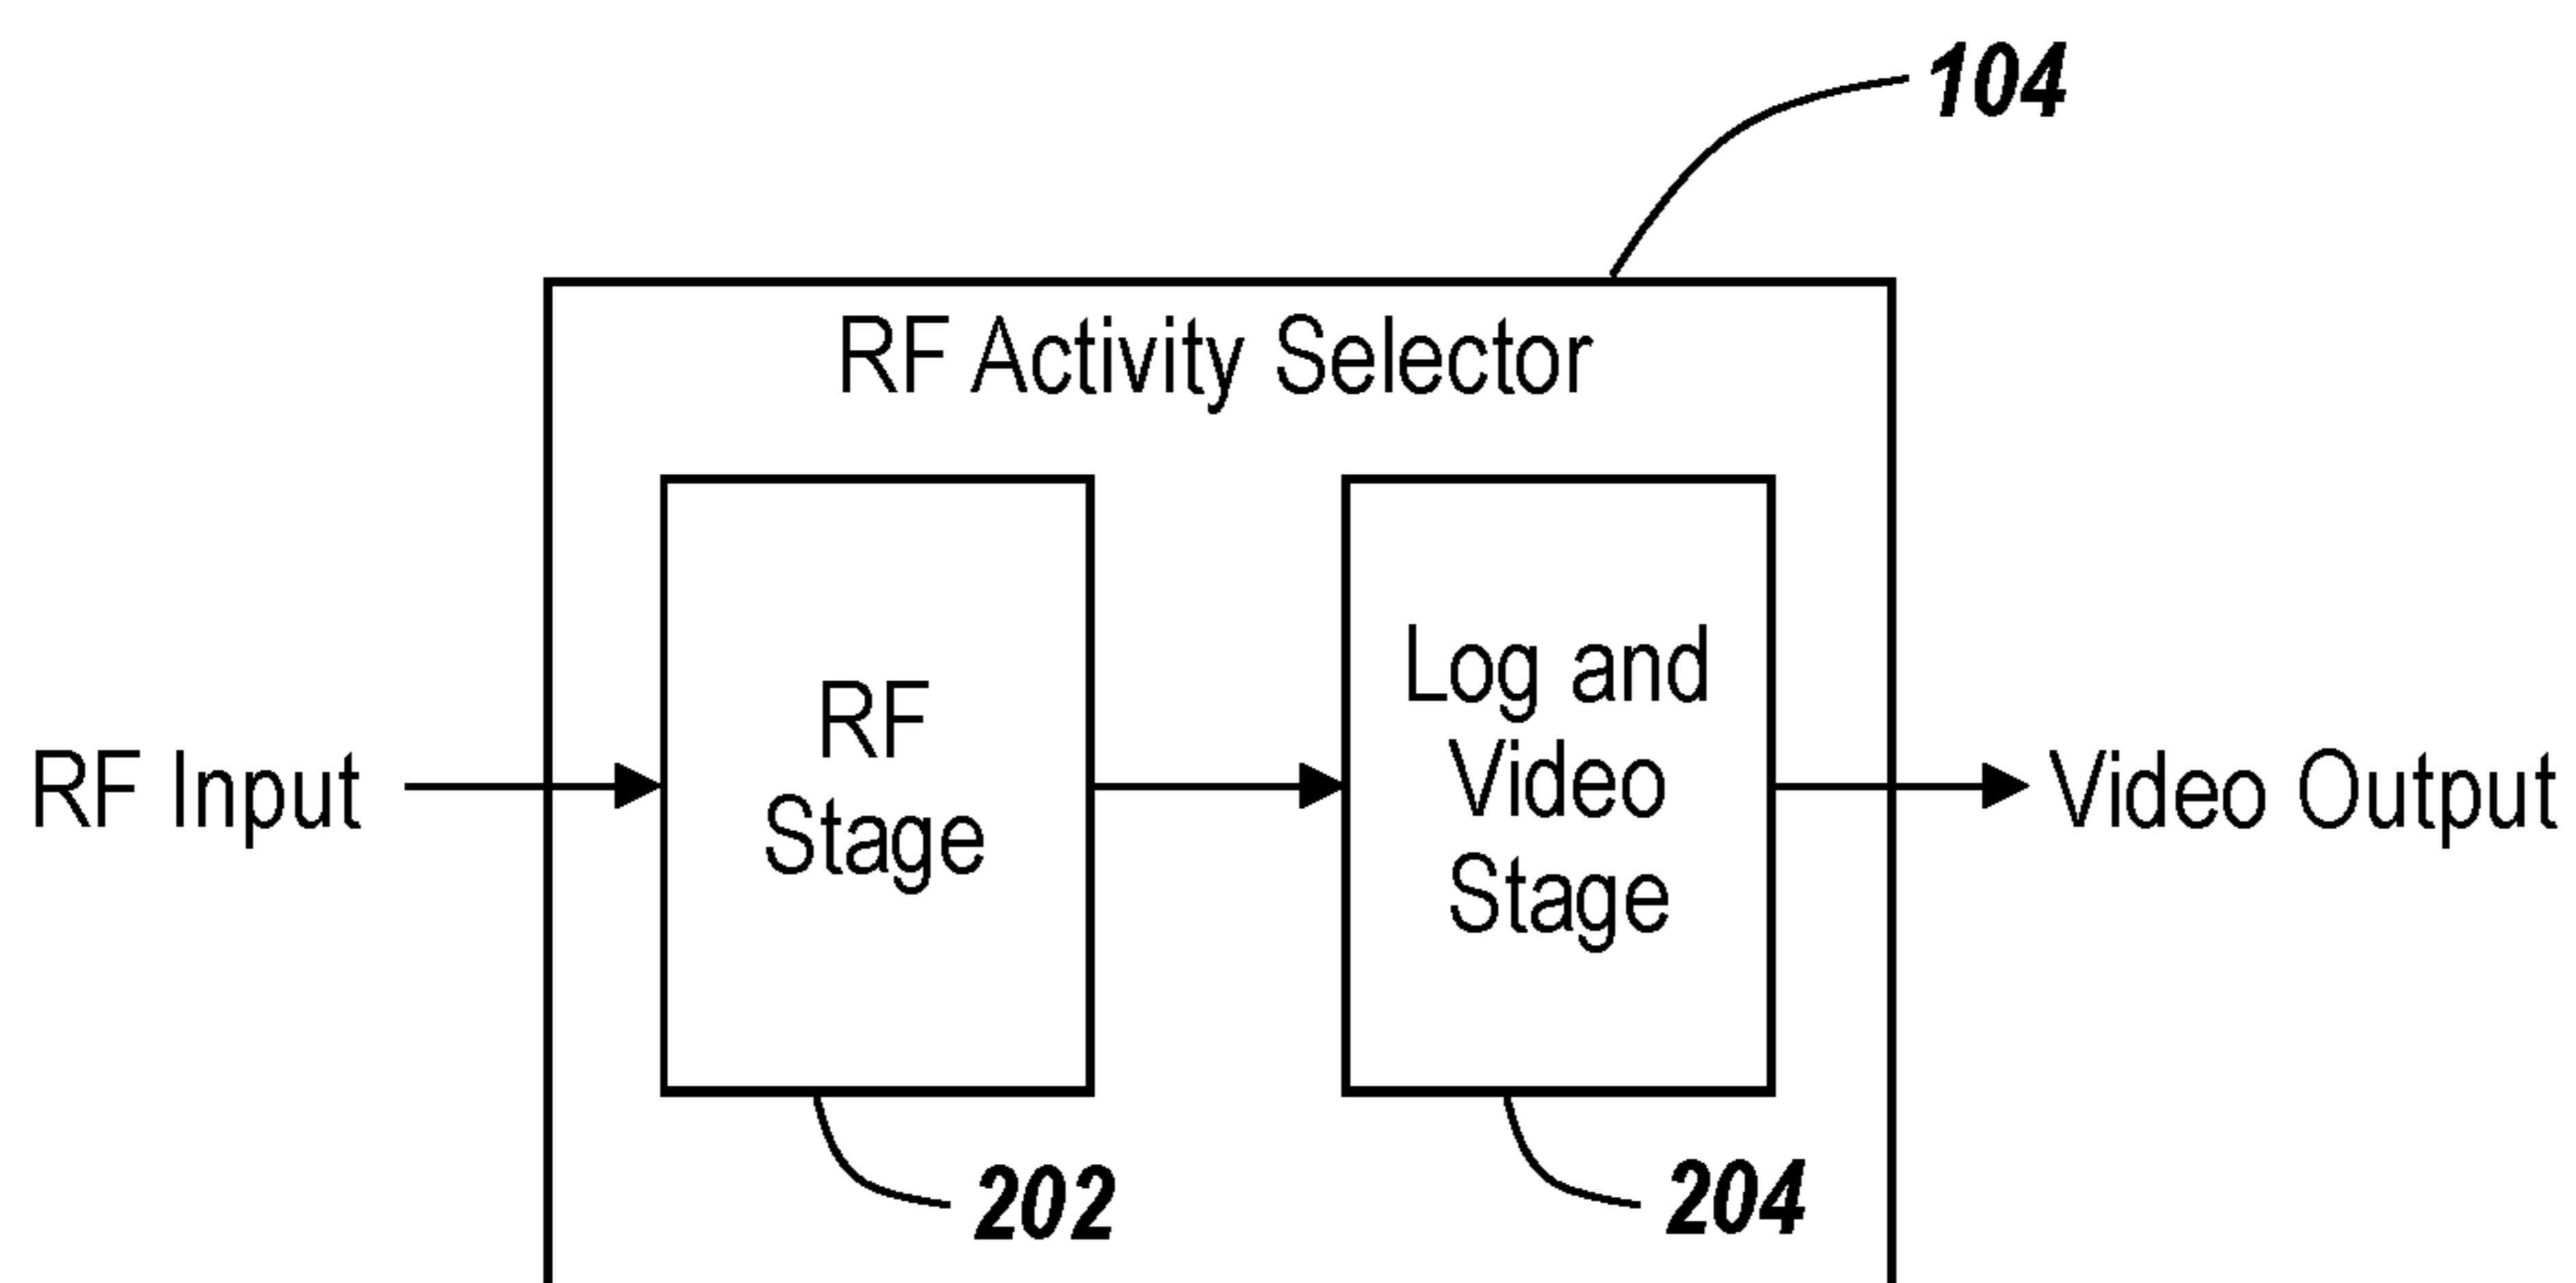 104
RF Activity Selector
RF Input
RF
Stage
Log and
Video
Stage
Video Output
202
204